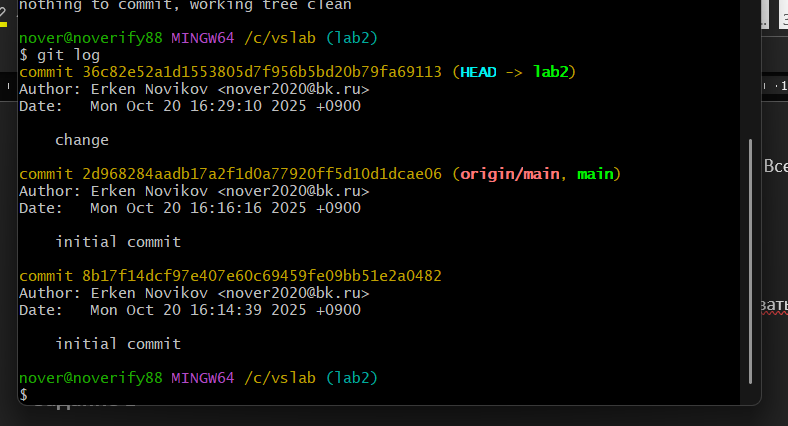 nothing to commit, working tree clean
nover@noverify88 MINGW64 /c/vslab (lab2)
$ git log
commit 36c82e52a1d1553805d7f956b5bd20b79fa69113 (HEAD -> lab2)
Author: Erken Novikov <nover2020@bk.ru>
Date:   Mon Oct 20 16:29:10 2025 +0900
change
commit 2d968284aadb17a2f1d0a77920ff5d10d1dcae06 (origin/main, main)
Author: Erken Novikov <nover2020@bk.ru>
Date:   Mon Oct 20 16:16:16 2025 +0900
initial commit
commit 8b17f14dcf97e407e60c69459fe09bb51e2a0482
Author: Erken Novikov <nover2020@bk.ru>
Date:   Mon Oct 20 16:14:39 2025 +0900
initial commit
nover@noverify88 MINGW64 /c/vslab (lab2)
$
Все